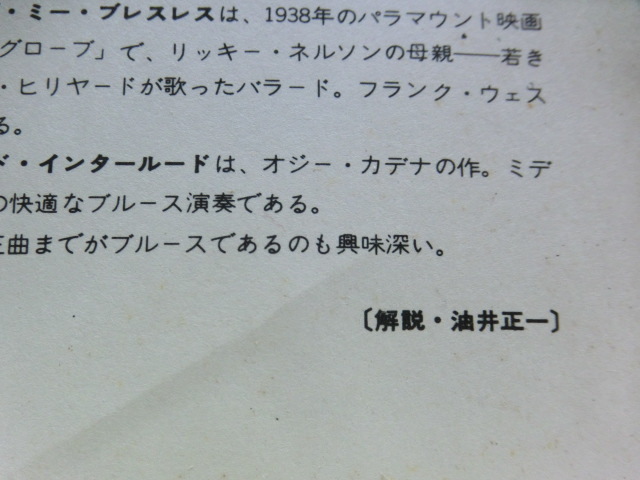 ・ミー・ブレスレスは、1938年のパラマウント映画
グローブ」で、リッキー・ネルソンの母親――若き
・ヒリヤードが歌ったバラード。フランク・ウェス
る。
ド・インタールードは、オジー・カデナの作。ミデ
の快適なブルース演奏である。
三曲までがブルースであるのも興味深い。
〔解説・油井正一〕